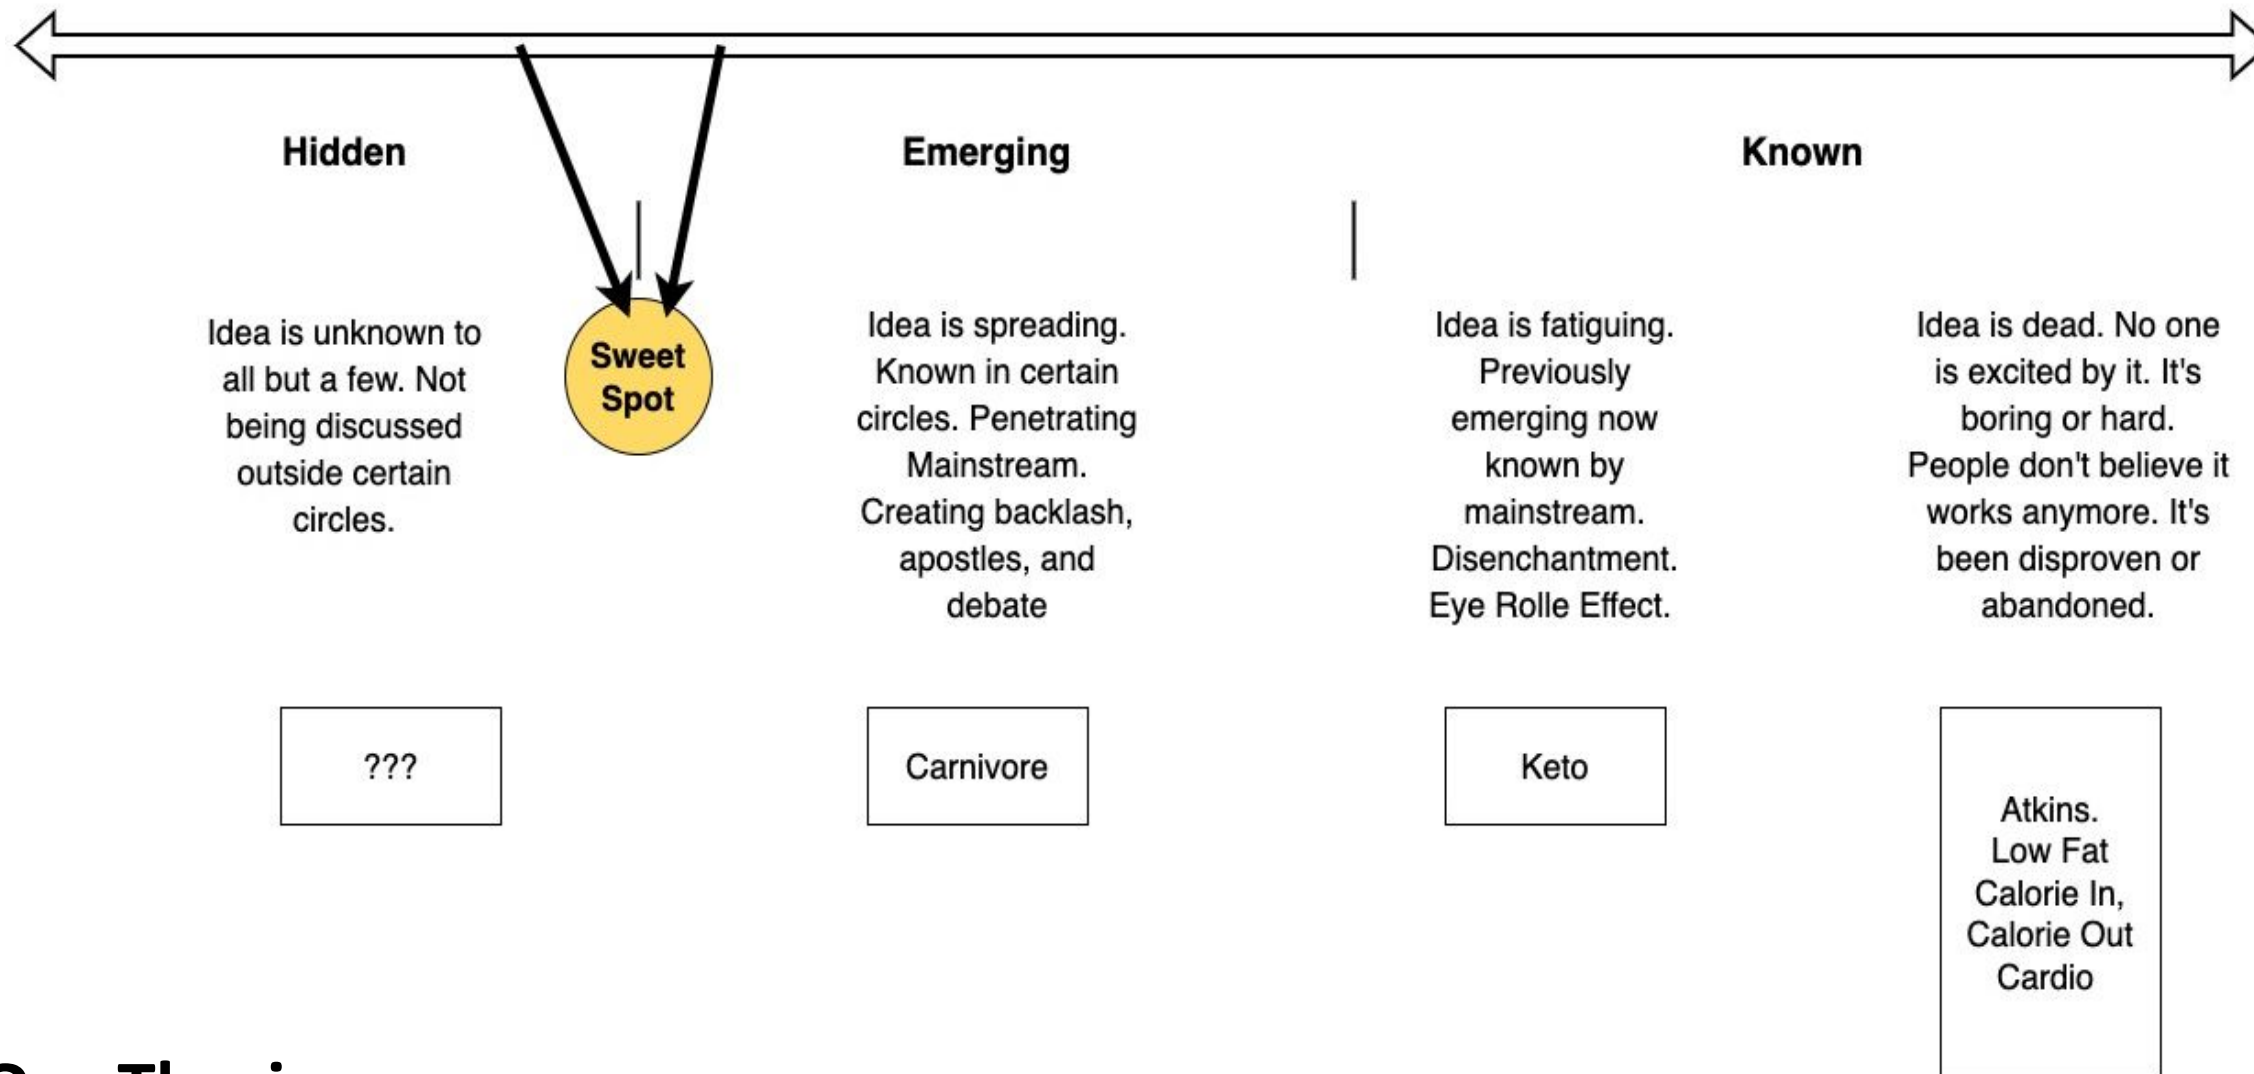 Hidden
Emerging
Known
Sweet
Spot
Idea is unknown to
all but a few. Not
being discussed
outside certain
circles.
Idea is spreading.
Known in certain
circles. Penetrating
Mainstream.
Creating backlash,
apostles, and
debate
Idea is fatiguing.
Previously
emerging now
known by
mainstream.
Disenchantment.
Eye Rolle Effect.
Idea is dead. No one
is excited by it. It's
boring or hard.
People don't believe it
works anymore. It's
been disproven or
abandoned.
???
Carnivore
Keto
Atkins.
Low Fat
Calorie In,
Calorie Out
Cardio